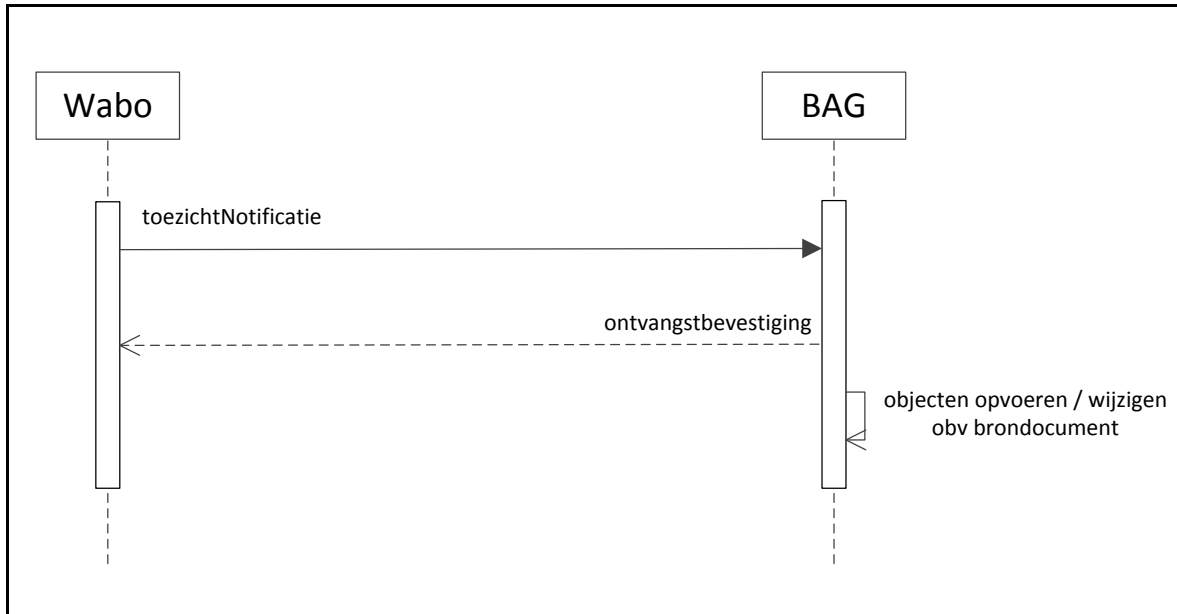 Wabo
BAG
toezichtNotificatie
ontvangstbevestiging
objecten opvoeren / wijzigen
obv brondocument